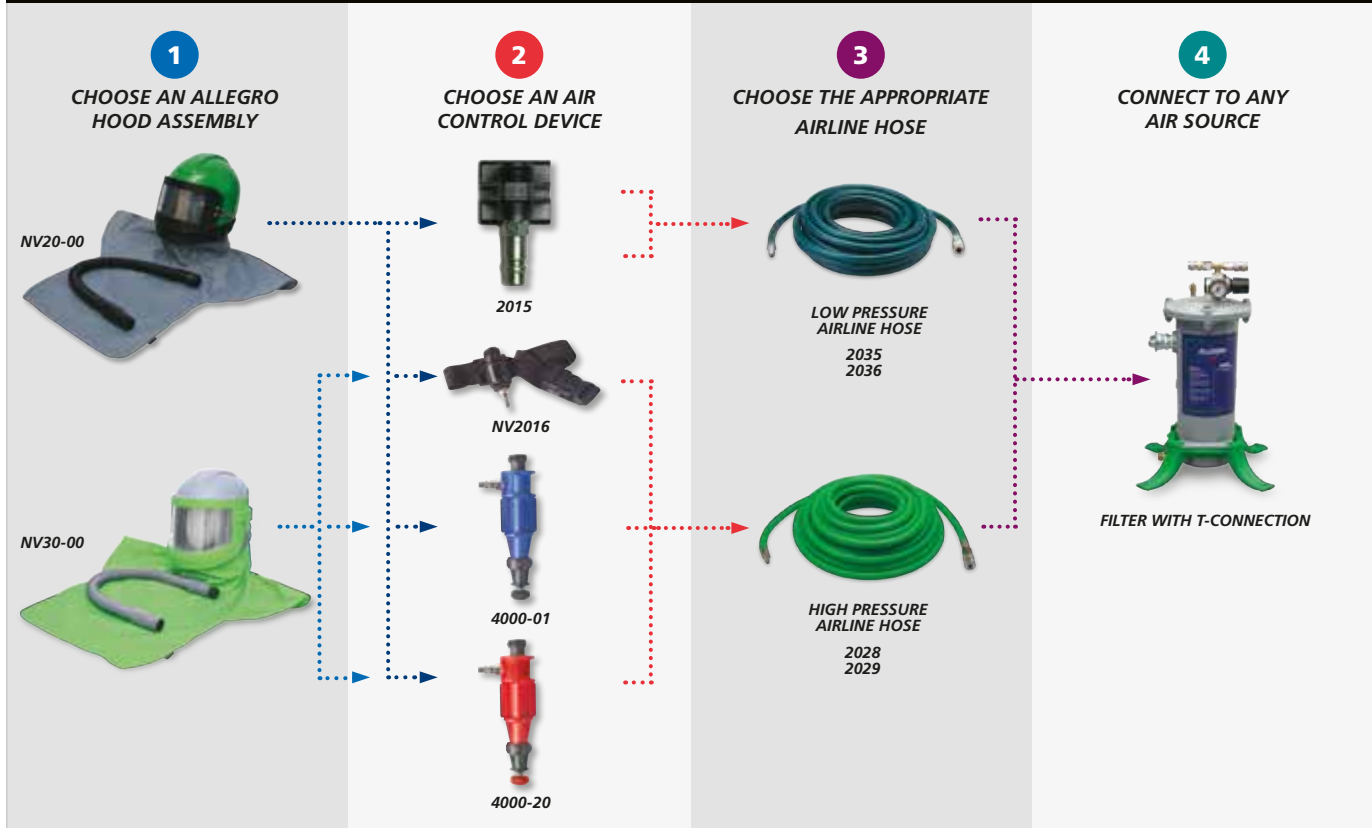 1
CHOOSE AN ALLEGRO
HOOD ASSEMBLY
NV20-00
NV30-00
2
CHOOSE AN AIR
CONTROL DEVICE
2015
NV2016
4000-01
4000-20
3
CHOOSE THE APPROPRIATE
AIRLINE HOSE
LOW PRESSURE
AIRLINE HOSE
2035
2036
HIGH PRESSURE
AIRLINE HOSE
2028
2029
4
CONNECT TO ANY
AIR SOURCE
FILTER WITH T-CONNECTION